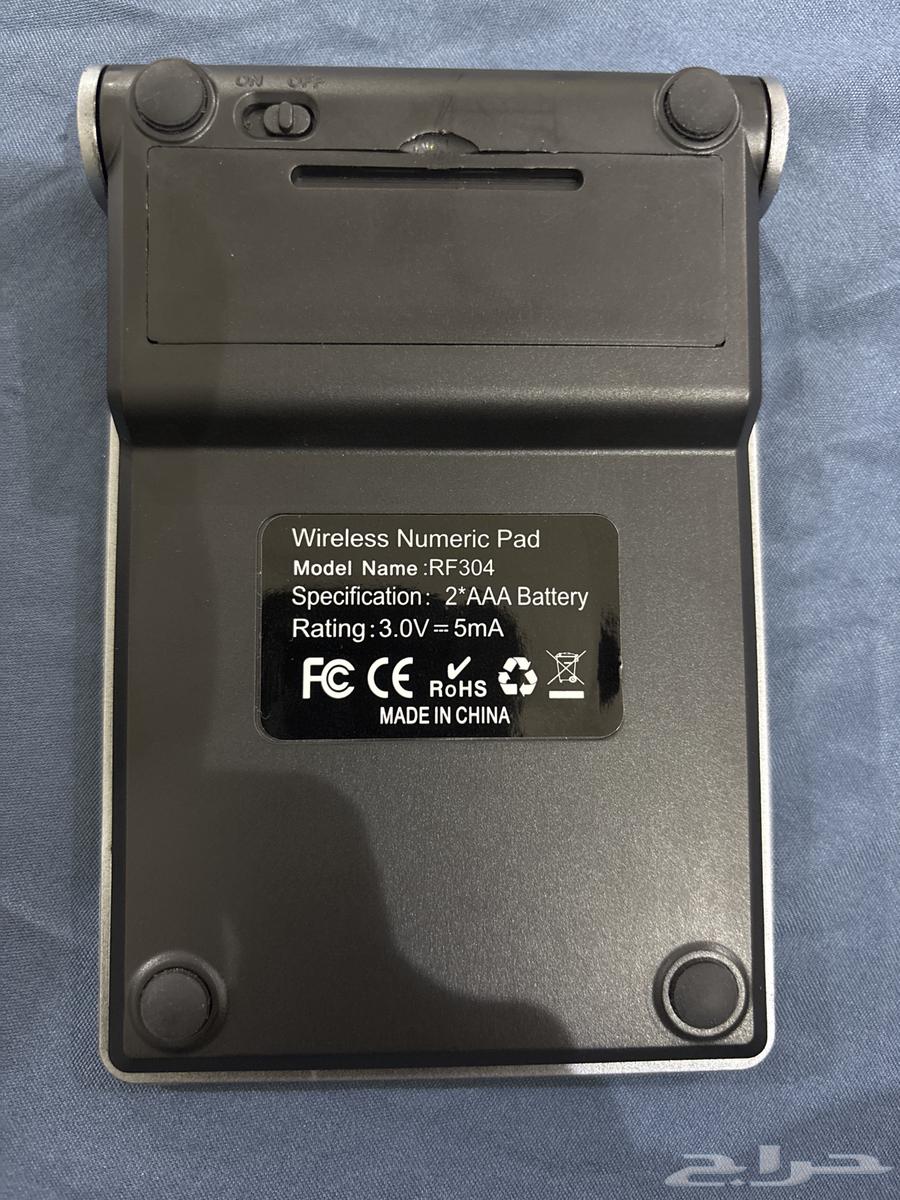 ON OFF
Wireless Numeric Pad
Model Name :RF304
Specification: 2*AAA Battery
Rating:3.0V⎓5mA
FC CE RoHS
MADE IN CHINA
حراج